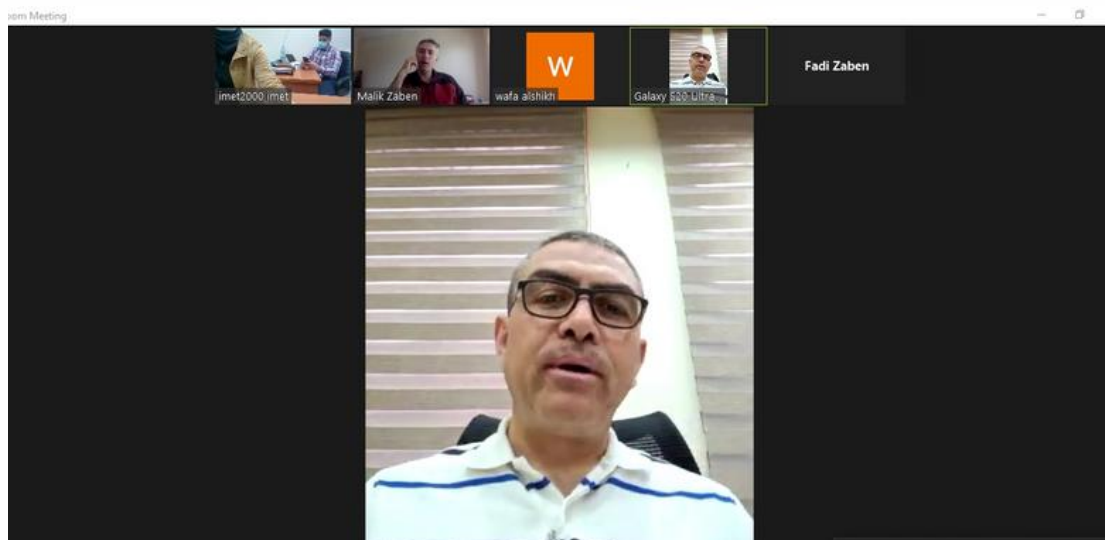 oom Meeting
imet2000 imet
Malik Zaben
W
wafa alshikh
Galaxy S20 Ultra
Fadi Zaben